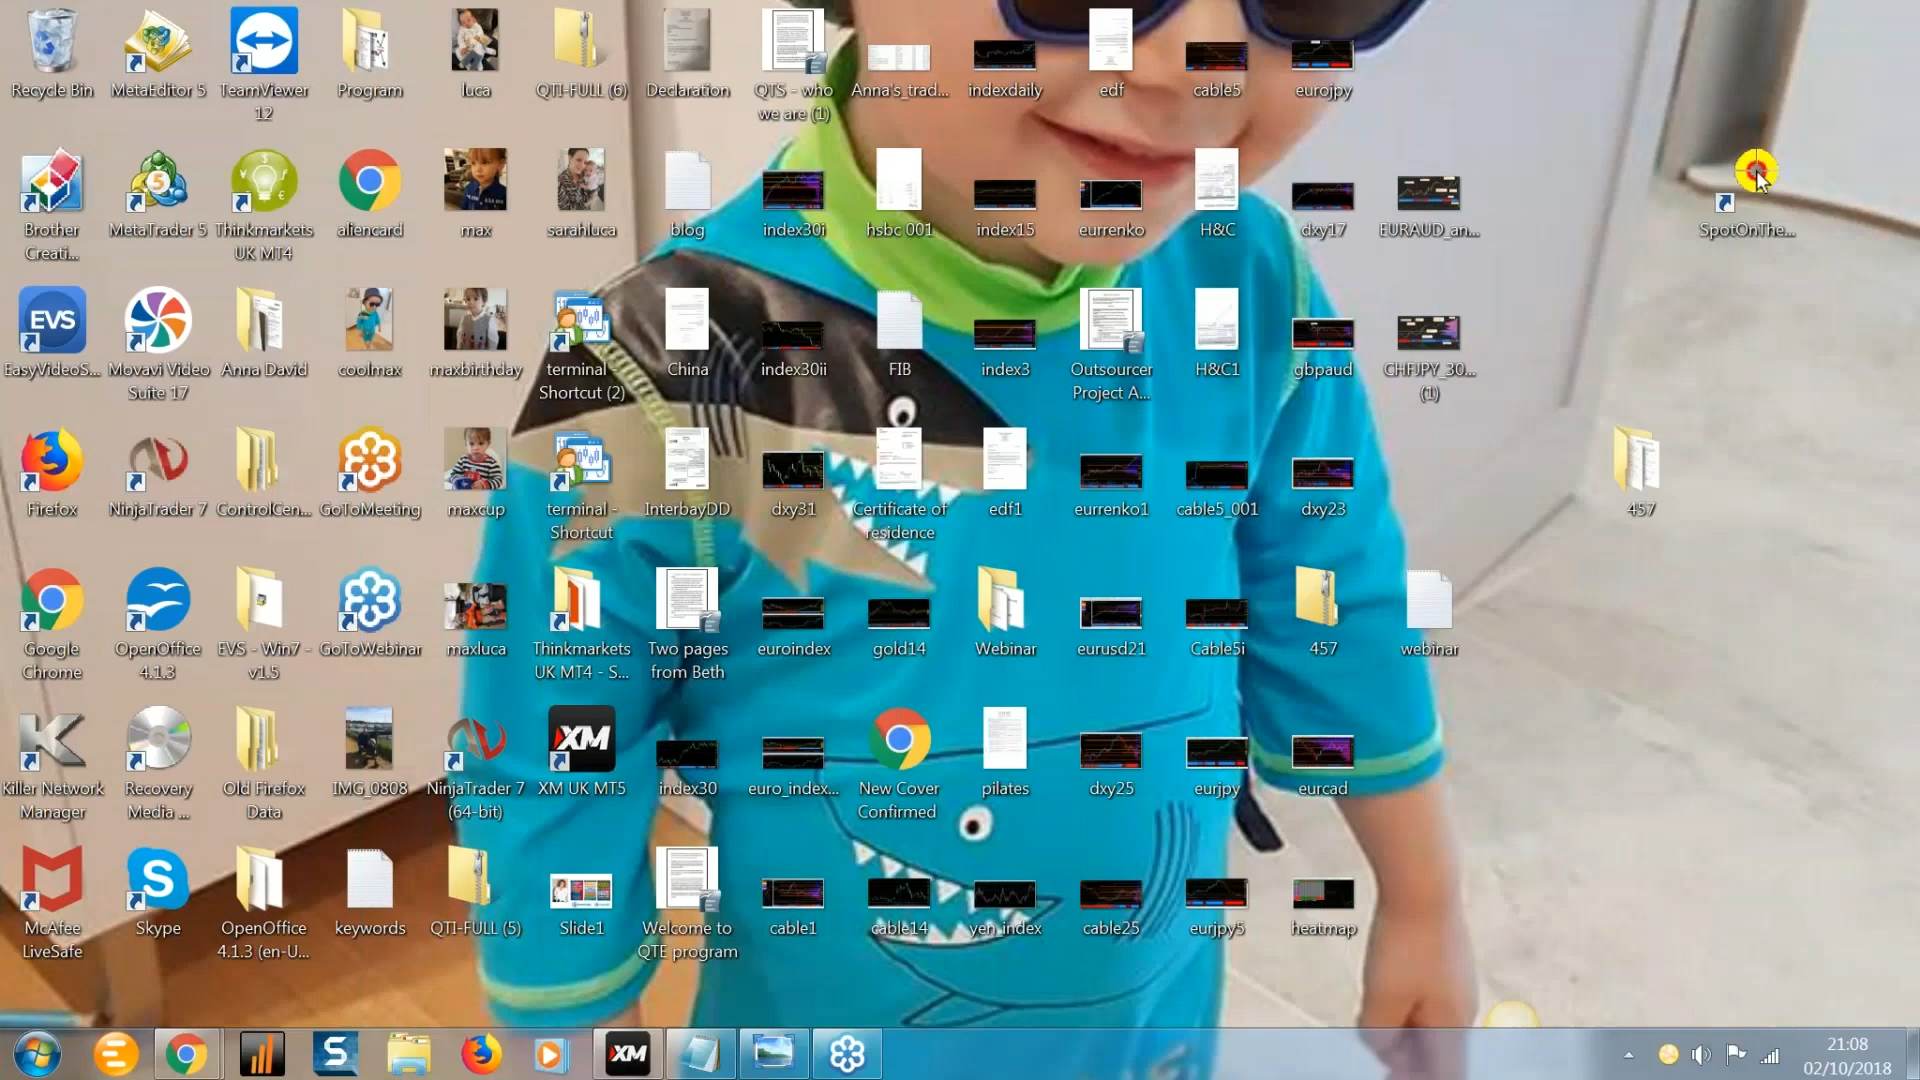 Recycle Bin
MetaEditor 5
TeamViewer
12
Program
luca
QTI-FULL (6)
Declaration
QTS - who
we are (1)
Anna's_trad...
indexdaily
edf
cable5
eurojpy
Brother
Creati...
MetaTrader 5
Thinkmarkets
UK MT4
aliencard
max
sarahluca
blog
index30i
hsbc 001
index15
eurrenko
H&C
dxy17
EURAUD_an...
SpotOnThe...
EVS
EasyVideoS...
Movavi Video
Suite 17
Anna David
coolmax
maxbirthday
terminal -
Shortcut (2)
China
index30ii
FIB
index3
Outsourcer
Project A...
H&C1
gbpaud
CHFJPY_30...
(1)
Firefox
NinjaTrader 7
ControlCen...
GoToMeeting
maxcup
terminal -
Shortcut
InterbayDD
dxy31
Certificate of
residence
edf1
eurrenko1
cable5_001
dxy23
457
Google
Chrome
OpenOffice
4.1.3
EVS - Win7 -
v1.5
GoToWebinar
maxluca
Thinkmarkets
UK MT4 - S...
Two pages
from Beth
euroindex
gold14
Webinar
eurusd21
Cable5i
457
webinar
Killer Network
Manager
Recovery
Media ...
Old Firefox
Data
IMG_0808
NinjaTrader 7
(64-bit)
XM
XM UK MT5
index30
euro_index...
New Cover
Confirmed
pilates
dxy25
eurjpy
eurcad
McAfee
LiveSafe
Skype
OpenOffice
4.1.3 (en-U...
keywords
QTI-FULL (5)
Slide1
Welcome to
QTE program
cable1
cable14
yen_index
cable25
eurjpy5
heatmap
XM
21:08
02/10/2018